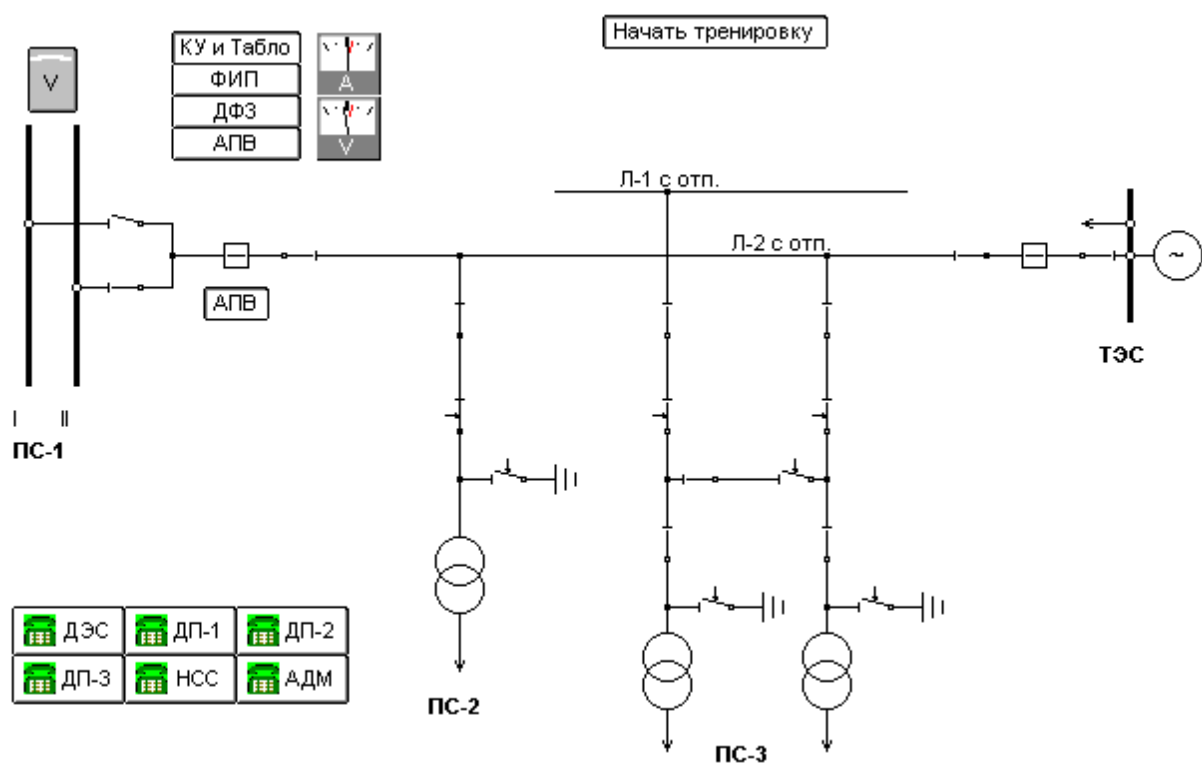 Начать тренировку
КУ и Табло
ФИП
ДФЗ
АПВ
V
A
V
Л-1 с отп.
Л-2 с отп.
АПВ
ТЭС
I II
ПС-1
ПС-2
ПС-3
ДЭС ДП-1 ДП-2
ДП-3 НСС АДМ